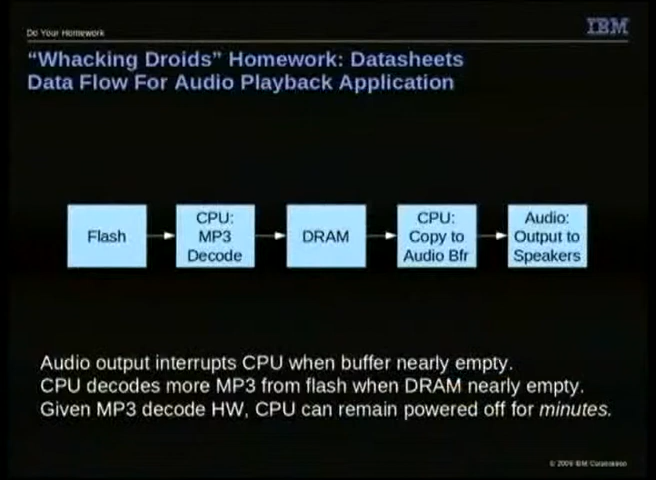 Do Your Homework
IBM
“Whacking Droids” Homework: Datasheets
Data Flow For Audio Playback Application
Flash
CPU:
MP3
Decode
DRAM
CPU:
Copy to
Audio Bfr
Audio:
Output to
Speakers
Audio output interrupts CPU when buffer nearly empty.
CPU decodes more MP3 from flash when DRAM nearly empty.
Given MP3 decode HW, CPU can remain powered off for minutes.
IBM Corporation